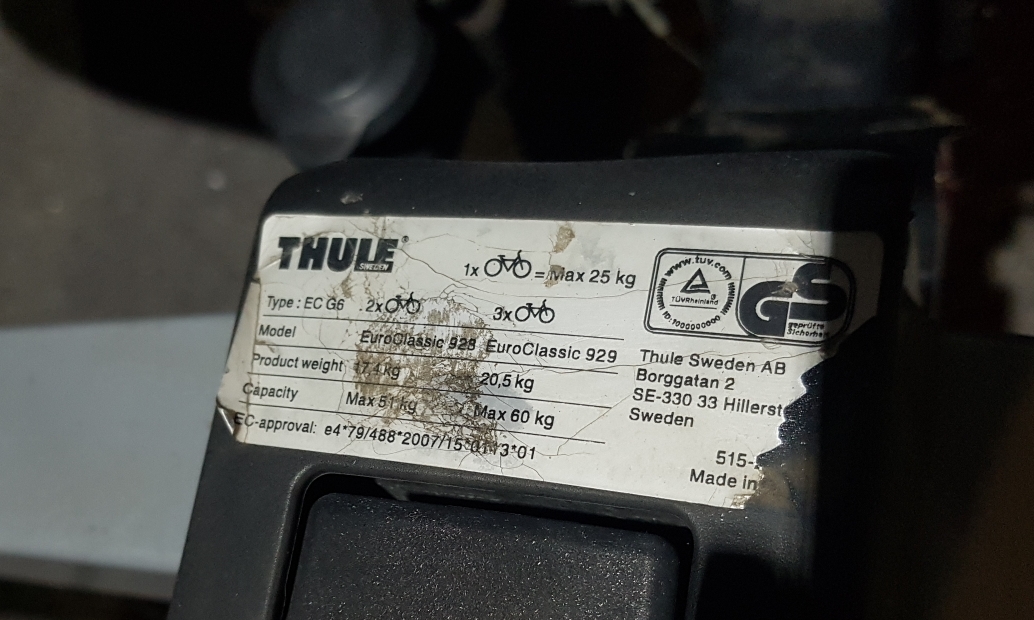 THULE®
SWEDEN
1x = Max 25 kg
Type : EC G6 2x 3x
Model EuroClassic 928 EuroClassic 929
Product weight 17,4 kg 20,5 kg
Capacity Max 51 kg Max 60 kg
EC-approval: e4*79/488*2007/15*0113*01
www.tuv.com
TÜVRheinland
ID:1000000000
GS
geprüfte
Sicherheit
Thule Sweden AB
Borggatan 2
SE-330 33 Hillerst
Sweden
515-
Made in